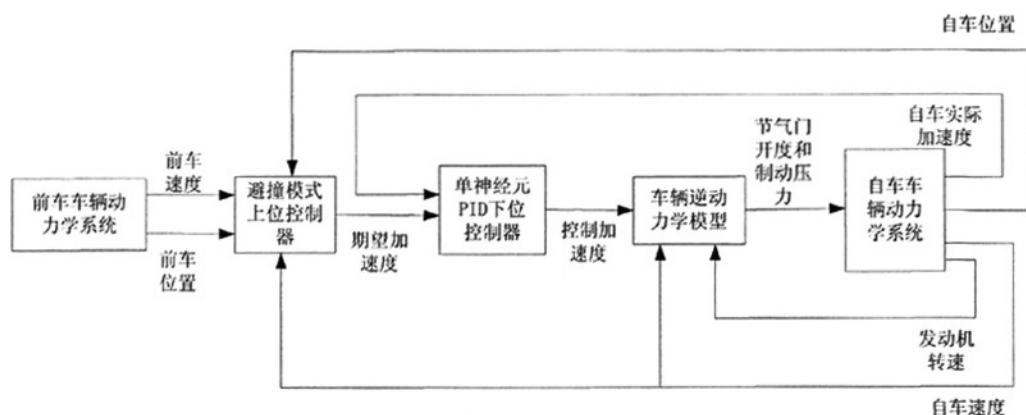 自车位置
自车实际
加速度
节气门
开度和
制动压
力
前车
速度
前车车辆动
力学系统
避撞模式
上位控制
器
单神经元
PID下位
控制器
车辆逆动
力学模型
自车车
辆动力
学系统
前车
位置
期望加
速度
控制加
速度
发动机
转速
自车速度